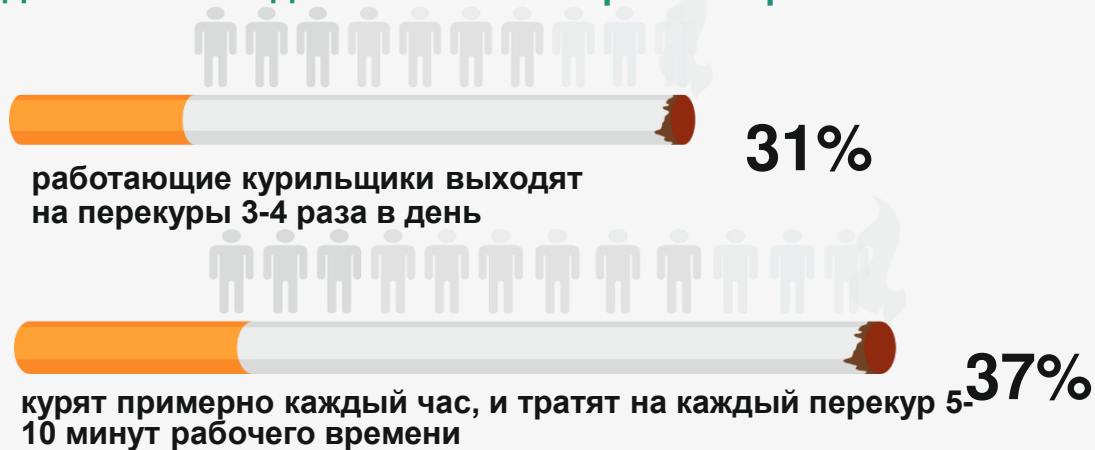 31%
работающие курильщики выходят
на перекуры 3-4 раза в день
37%
курят примерно каждый час, и тратят на каждый перекур 5-
10 минут рабочего времени